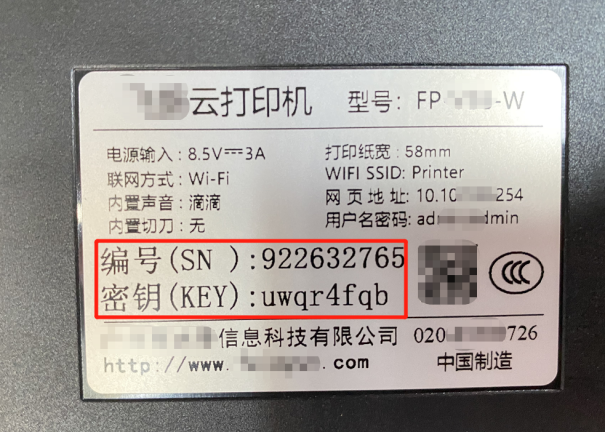 云打印机 型号: FP -W
电源输入: 8.5V⎓3A 打印纸宽: 58mm
联网方式: Wi-Fi WIFI SSID: Printer
内置声音: 滴滴 网页地址: 10.10 254
内置切刀: 无 用户名密码: ad dmin
编号(SN ):922632765
密钥(KEY):uwqr4fqb
信息科技有限公司 020- 726
http://www. .com 中国制造